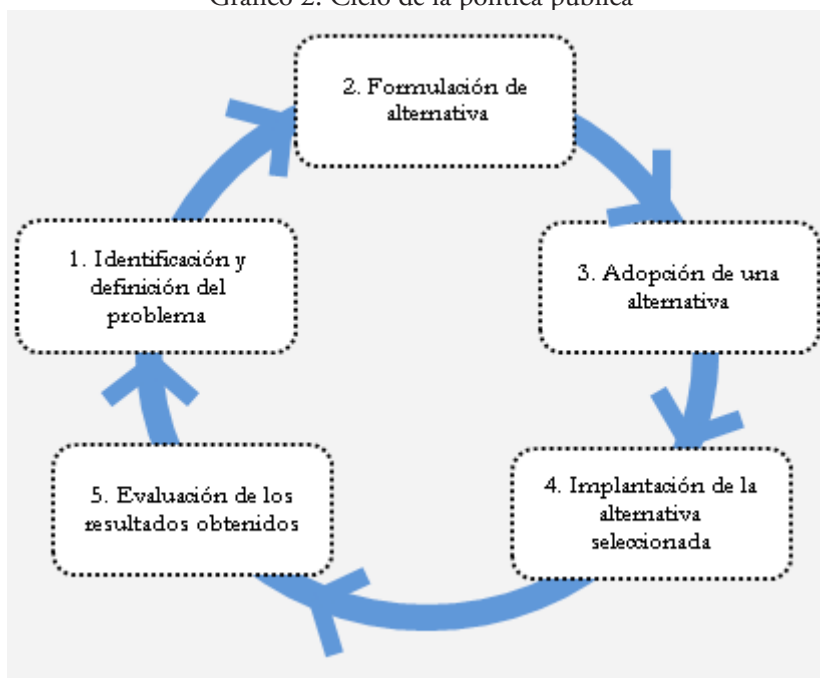 Gráfico 2. Ciclo de la política pública
1. Identificación y
definición del
problema
2. Formulación de
alternativa
3. Adopción de una
alternativa
4. Implantación de la
alternativa
seleccionada
5. Evaluación de los
resultados obtenidos